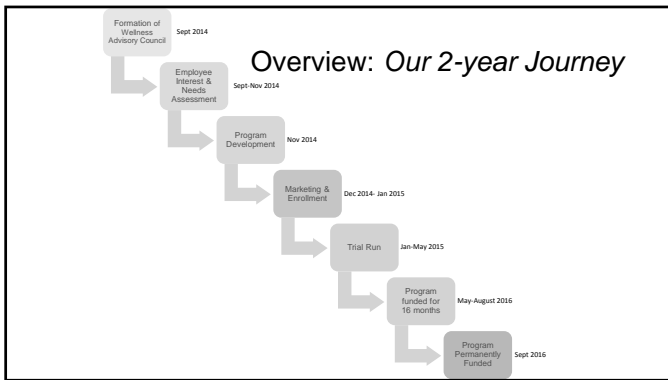 Overview: Our 2-year Journey
Formation of
Wellness
Advisory Council
Sept 2014
Employee
Interest &
Needs
Assessment
Sept-Nov 2014
Program
Development
Nov 2014
Marketing &
Enrollment
Dec 2014- Jan 2015
Trial Run
Jan-May 2015
Program
funded for
16 months
May-August 2016
Program
Permanently
Funded
Sept 2016